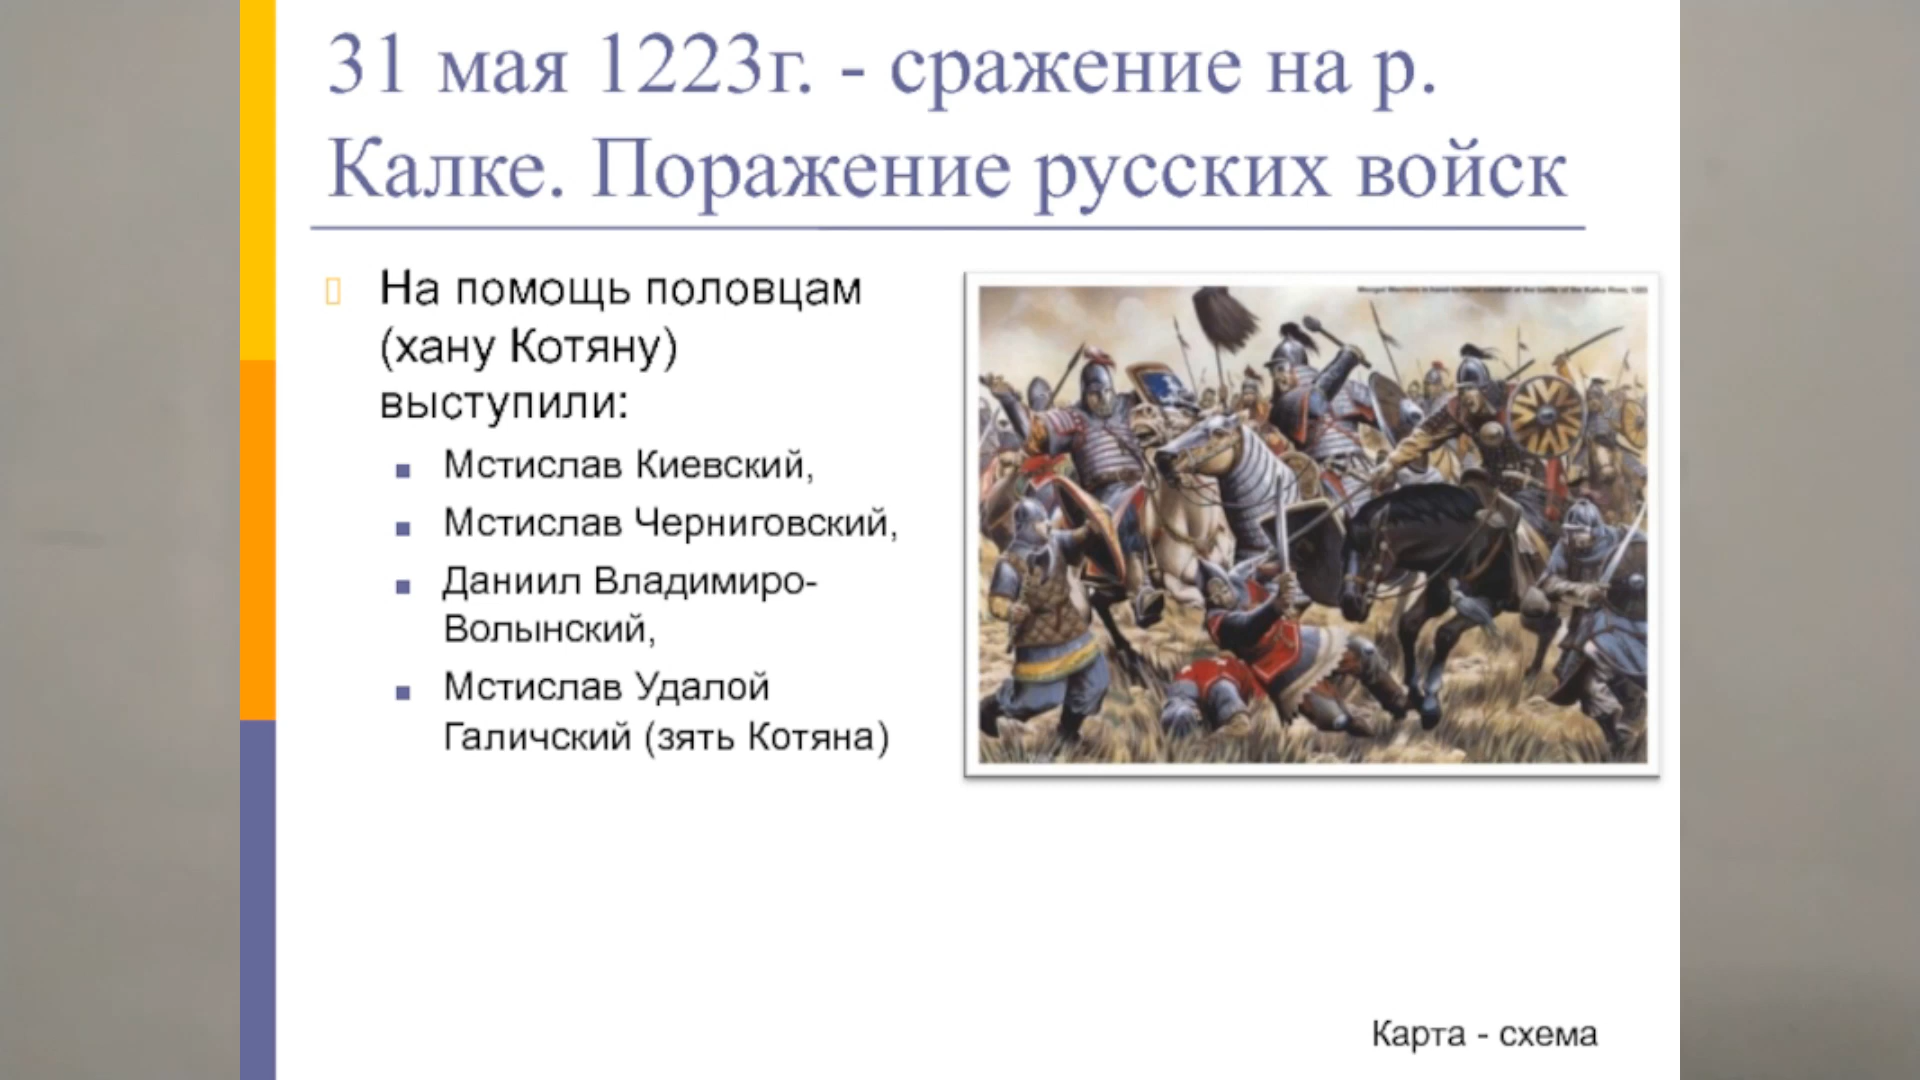 31 мая 1223г. - сражение на р.
Калке. Поражение русских войск
На помощь половцам
(хану Котяну)
выступили:
Мстислав Киевский,
Мстислав Черниговский,
Даниил Владимиро-
Волынский,
Мстислав Удалой
Галичский (зять Котяна)
Карта - схема